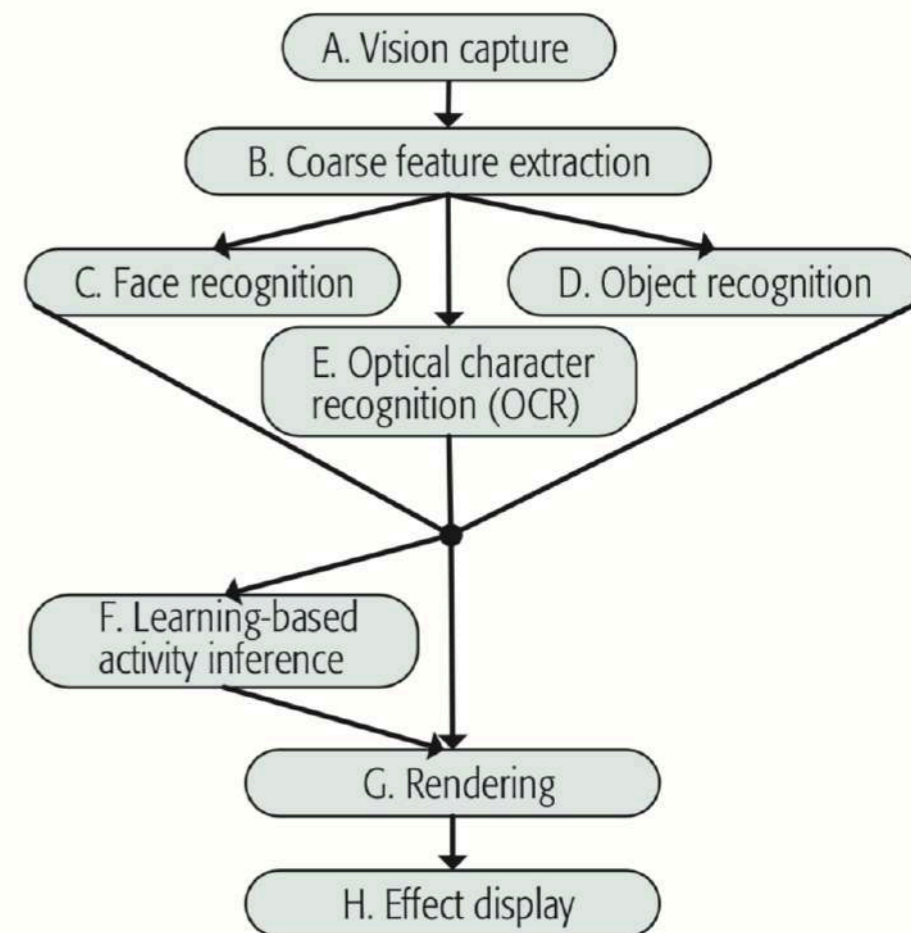 A. Vision capture
B. Coarse feature extraction
C. Face recognition
D. Object recognition
E. Optical character
recognition (OCR)
F. Learning-based
activity inference
G. Rendering
H. Effect display